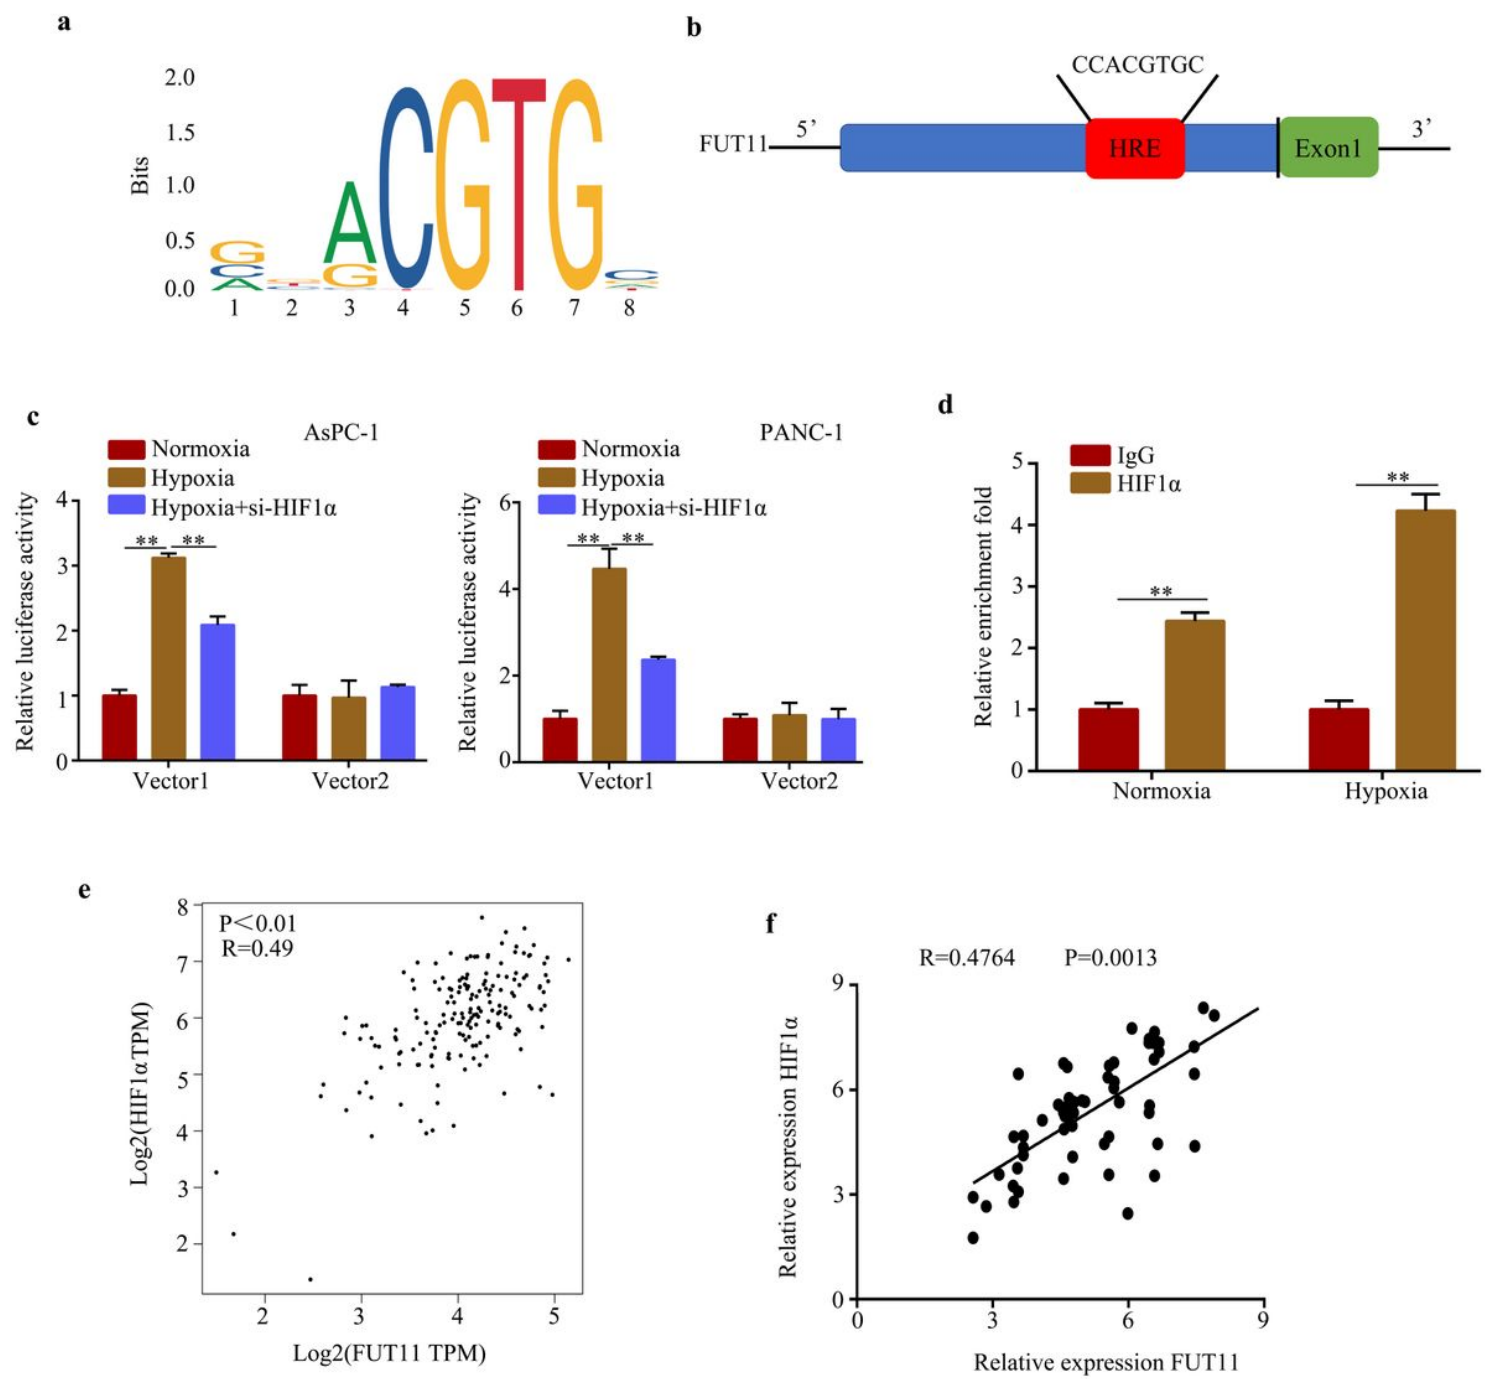 a
Bits
2.0
1.5
1.0
0.5
0.0
G
C
A
A
G
C
G
T
G
C
1 2 3 4 5 6 7 8
b
CCACGTGC
FUT11
5’
HRE
Exon1
3’
c
AsPC-1
Normoxia
Hypoxia
Hypoxia+si-HIF1α
Relative luciferase activity
4
3
2
1
0
** **
Vector1 Vector2
PANC-1
Normoxia
Hypoxia
Hypoxia+si-HIF1α
Relative luciferase activity
6
4
2
0
** **
Vector1 Vector2
d
IgG
HIF1α
Relative enrichment fold
5
4
3
2
1
0
**
**
Normoxia Hypoxia
e
P<0.01
R=0.49
Log2(HIF1αTPM)
8
7
6
5
4
3
2
2 3 4 5
Log2(FUT11 TPM)
f
R=0.4764 P=0.0013
Relative expression HIF1α
9
6
3
0
0 3 6 9
Relative expression FUT11